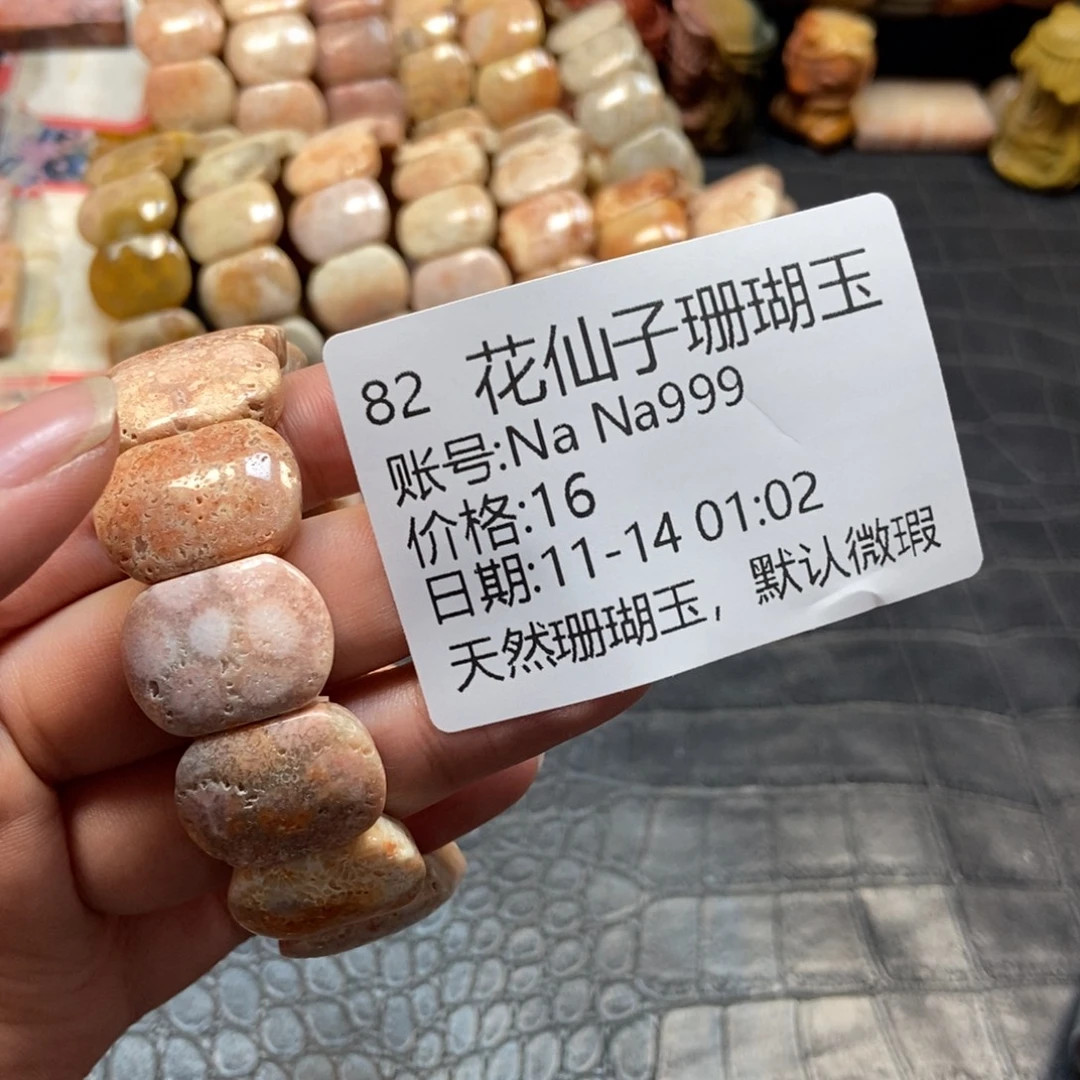 82 花仙子珊瑚玉
账号:Na Na999
价格:16
日期:11-14 01:02
天然珊瑚玉，默认微瑕